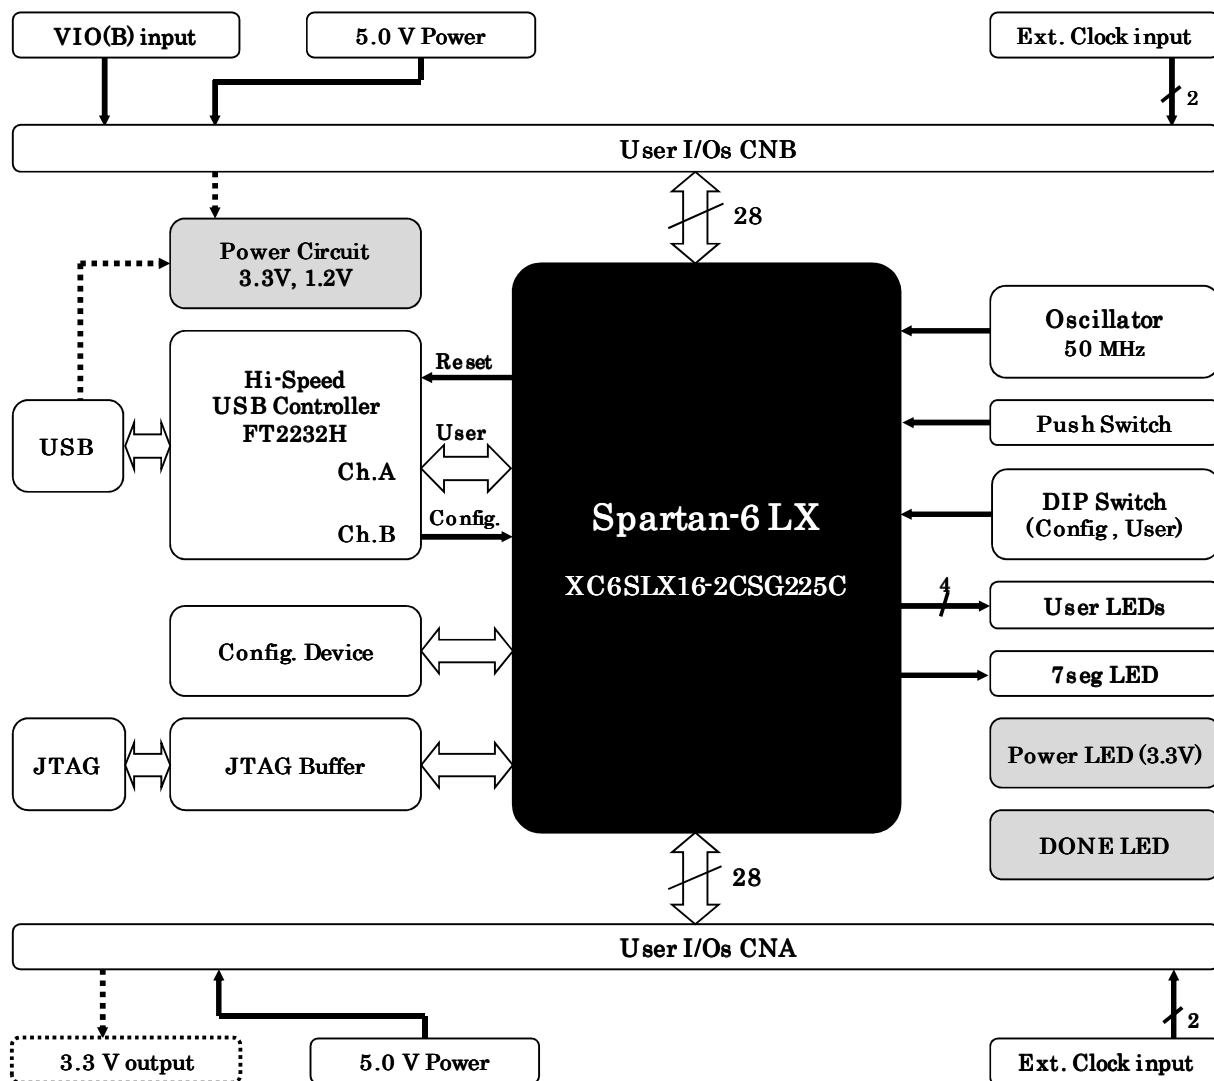 VIO(B) input
5.0 V Power
Ext. Clock input
2
User I/Os CNB
28
Power Circuit
3.3V, 1.2V
Oscillator
50 MHz
Reset
Hi-Speed
USB Controller
FT2232H
Push Switch
User
USB
Ch.A
DIP Switch
(Config , User)
Config.
Ch.B
Spartan-6 LX
XC6SLX16-2CSG225C
4
User LEDs
Config. Device
7seg LED
JTAG
JTAG Buffer
Power LED (3.3V)
DONE LED
28
User I/Os CNA
2
3.3 V output
5.0 V Power
Ext. Clock input